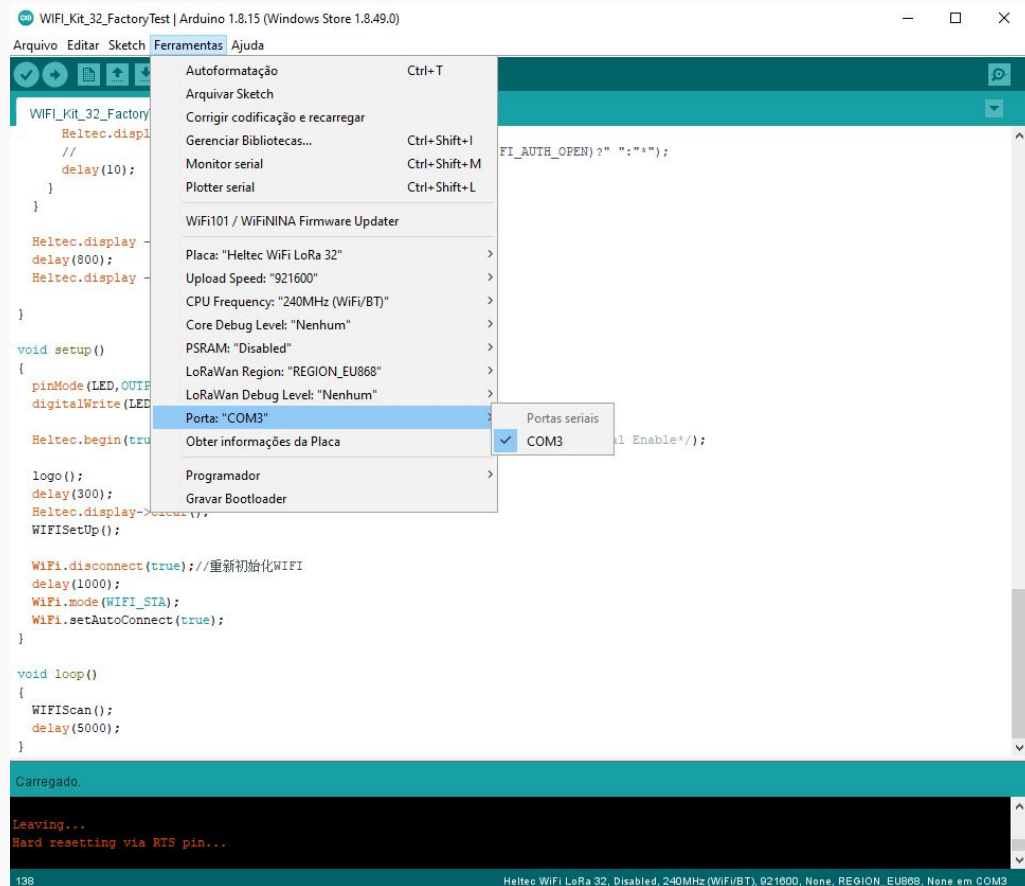 WIFI_Kit_32_FactoryTest | Arduino 1.8.15 (Windows Store 1.8.49.0)
Arquivo Editar Sketch Ferramentas Ajuda
WIFI_Kit_32_Factory
Autoformatação Ctrl+T
Arquivar Sketch
Corrigir codificação e recarregar
Gerenciar Bibliotecas... Ctrl+Shift+I
Monitor serial Ctrl+Shift+M
Plotter serial Ctrl+Shift+L
WiFi101 / WiFiNINA Firmware Updater
Placa: "Heltec WiFi LoRa 32"
Upload Speed: "921600"
CPU Frequency: "240MHz (WiFi/BT)"
Core Debug Level: "Nenhum"
PSRAM: "Disabled"
LoRaWan Region: "REGION_EU868"
LoRaWan Debug Level: "Nenhum"
Porta: "COM3"
Obter informações da Placa
Programador
Gravar Bootloader
Portas seriais
COM3
Heltec.displ
// FI_AUTH_OPEN)?" ":"*");
delay(10);
}
}
Heltec.display -
delay(800);
Heltec.display -
}
void setup()
{
pinMode(LED,OUTP
digitalWrite(LED
Heltec.begin(tru l Enable*/);
logo();
delay(300);
Heltec.display->clear();
WIFISetUp();
WiFi.disconnect(true);//重新初始化WIFI
delay(1000);
WiFi.mode(WIFI_STA);
WiFi.setAutoConnect(true);
}
void loop()
{
WIFIScan();
delay(5000);
}
Carregado.
Leaving...
Hard resetting via RTS pin...
138 Heltec WiFi LoRa 32, Disabled, 240MHz (WiFi/BT), 921600, None, REGION_EU868, None em COM3